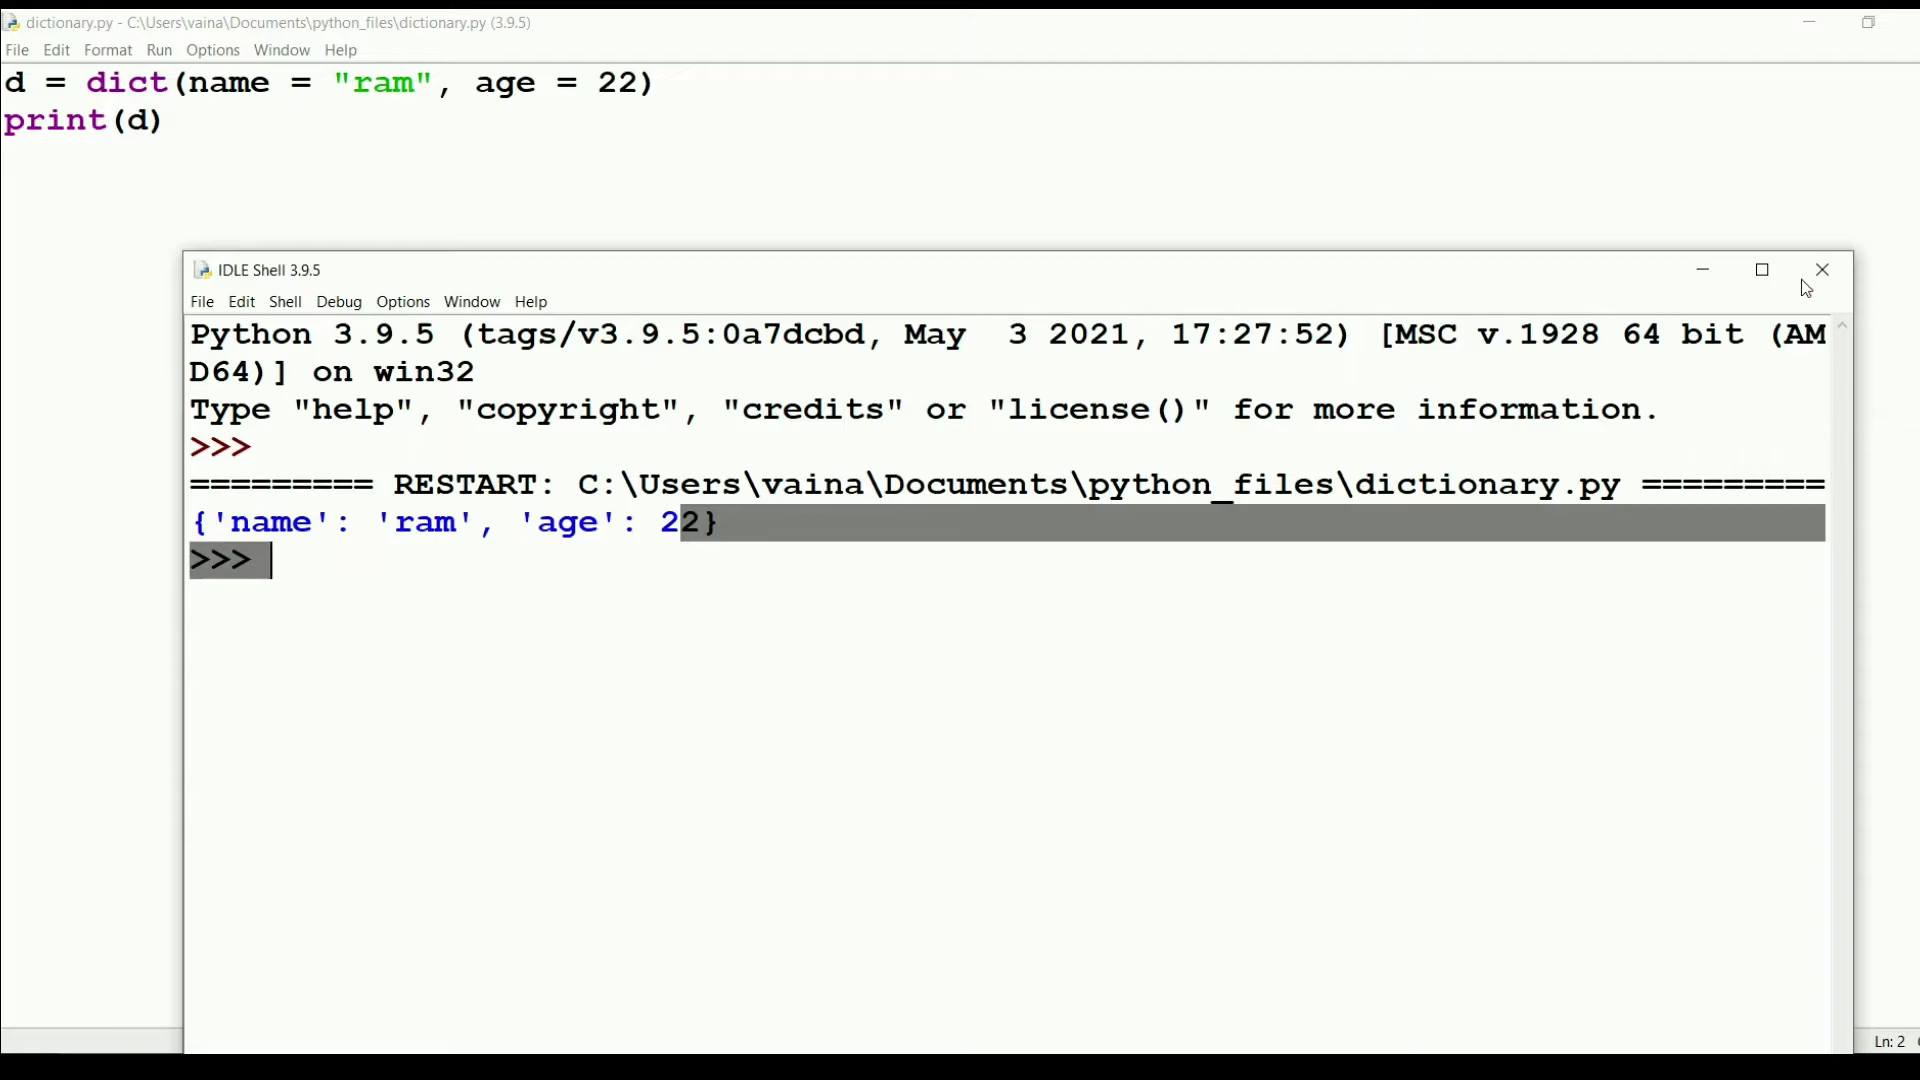 dictionary.py - C:\Users\vaina\Documents\python_files\dictionary.py (3.9.5)
File Edit Format Run Options Window Help
d = dict(name = "ram", age = 22)
print(d)
IDLE Shell 3.9.5
File Edit Shell Debug Options Window Help
Python 3.9.5 (tags/v3.9.5:0a7dcbd, May  3 2021, 17:27:52) [MSC v.1928 64 bit (AM
D64)] on win32
Type "help", "copyright", "credits" or "license()" for more information.
>>>
========= RESTART: C:\Users\vaina\Documents\python_files\dictionary.py =========
{'name': 'ram', 'age': 22}
>>>
Ln: 2